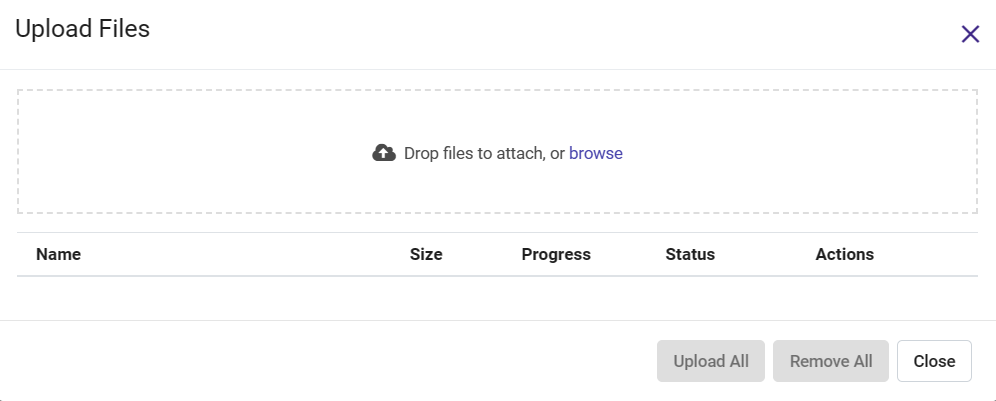 Upload Files
Drop files to attach, or browse
Name Size Progress Status Actions
Upload All Remove All Close